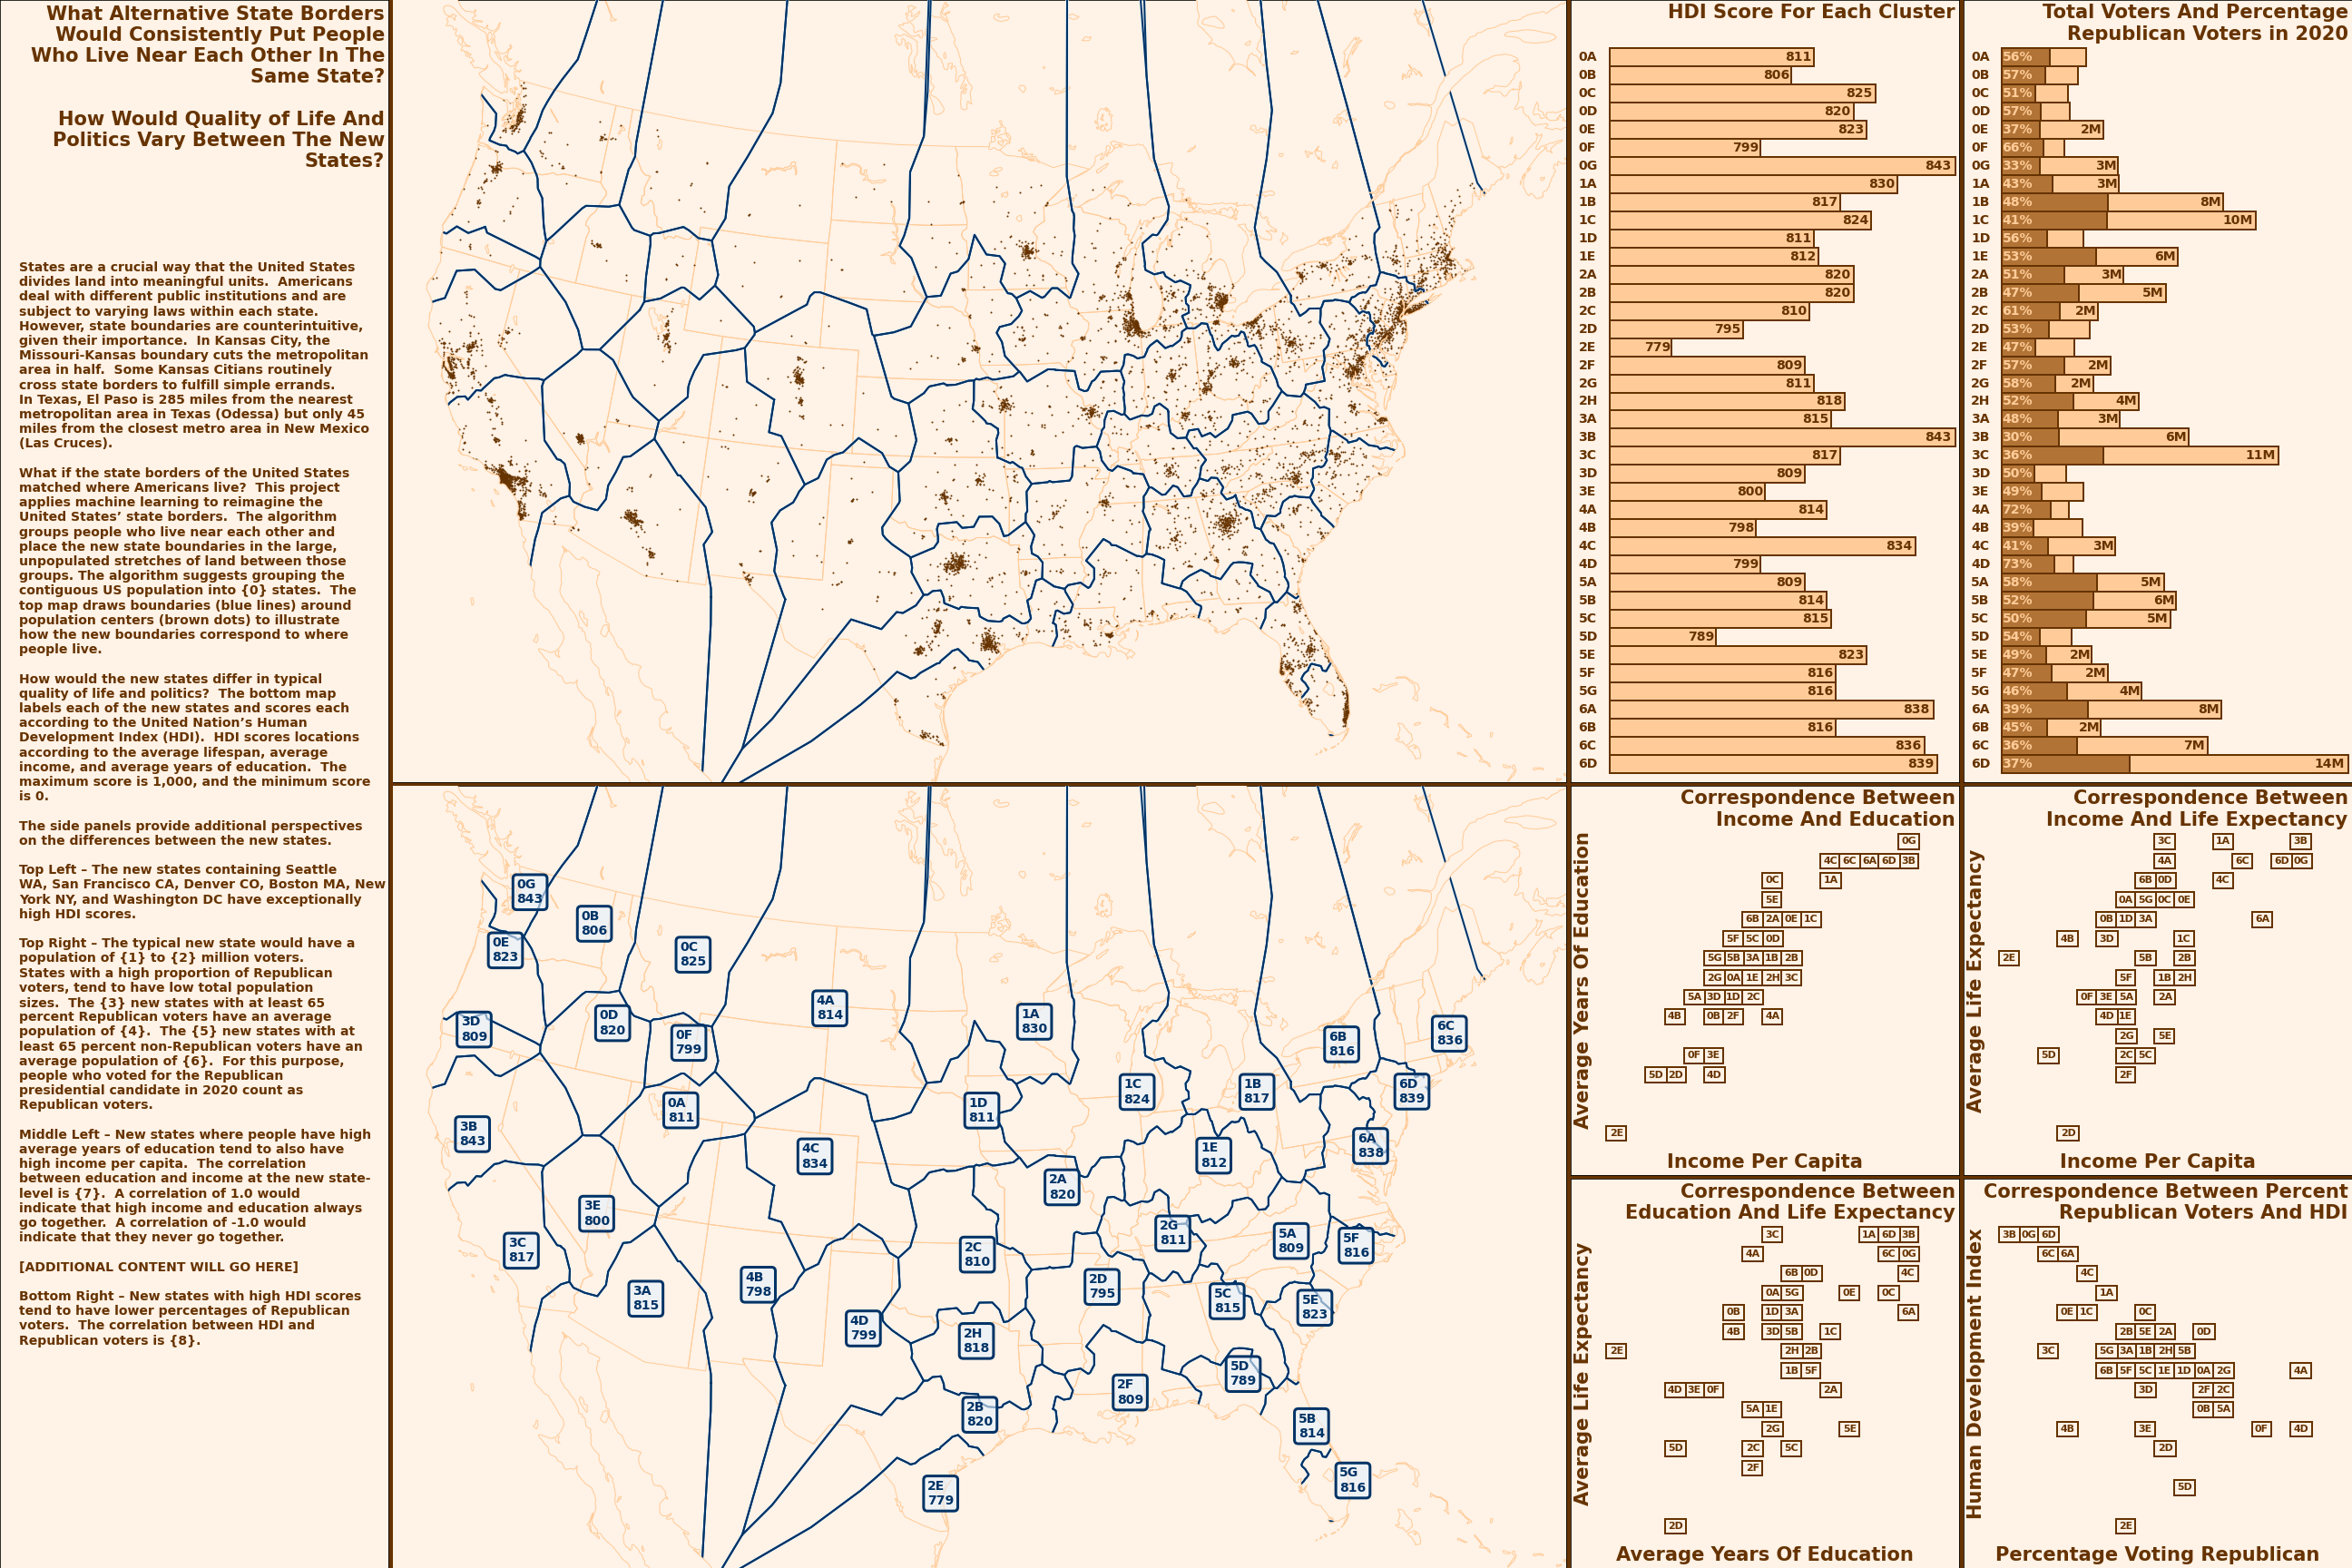 What Alternative State Borders
Would Consistently Put People
Who Live Near Each Other In The
Same State?
How Would Quality of Life And
Politics Vary Between The New
States?
States are a crucial way that the United States
divides land into meaningful units.  Americans
deal with different public institutions and are
subject to varying laws within each state.
However, state boundaries are counterintuitive,
given their importance.  In Kansas City, the
Missouri-Kansas boundary cuts the metropolitan
area in half.  Some Kansas Citians routinely
cross state borders to fulfill simple errands.
In Texas, El Paso is 285 miles from the nearest
metropolitan area in Texas (Odessa) but only 45
miles from the closest metro area in New Mexico
(Las Cruces).
What if the state borders of the United States
matched where Americans live?  This project
applies machine learning to reimagine the
United States’ state borders.  The algorithm
groups people who live near each other and
place the new state boundaries in the large,
unpopulated stretches of land between those
groups. The algorithm suggests grouping the
contiguous US population into {0} states.  The
top map draws boundaries (blue lines) around
population centers (brown dots) to illustrate
how the new boundaries correspond to where
people live.
How would the new states differ in typical
quality of life and politics?  The bottom map
labels each of the new states and scores each
according to the United Nation’s Human
Development Index (HDI).  HDI scores locations
according to the average lifespan, average
income, and average years of education.  The
maximum score is 1,000, and the minimum score
is 0.
The side panels provide additional perspectives
on the differences between the new states.
Top Left – The new states containing Seattle
WA, San Francisco CA, Denver CO, Boston MA, New
York NY, and Washington DC have exceptionally
high HDI scores.
Top Right – The typical new state would have a
population of {1} to {2} million voters.
States with a high proportion of Republican
voters, tend to have low total population
sizes.  The {3} new states with at least 65
percent Republican voters have an average
population of {4}.  The {5} new states with at
least 65 percent non-Republican voters have an
average population of {6}.  For this purpose,
people who voted for the Republican
presidential candidate in 2020 count as
Republican voters.
Middle Left – New states where people have high
average years of education tend to also have
high income per capita.  The correlation
between education and income at the new state-
level is {7}.  A correlation of 1.0 would
indicate that high income and education always
go together.  A correlation of -1.0 would
indicate that they never go together.
[ADDITIONAL CONTENT WILL GO HERE]
Bottom Right – New states with high HDI scores
tend to have lower percentages of Republican
voters.  The correlation between HDI and
Republican voters is {8}.
0G
843
0B
806
0E
823
0C
825
4A
814
0D
820
3D
809
0F
799
1A
830
6B
816
6C
836
0A
811
1D
811
1C
824
1B
817
6D
839
3B
843
4C
834
1E
812
6A
838
2A
820
3E
800
3C
817
2G
811
5A
809
5F
816
2C
810
3A
815
4B
798
2D
795
5C
815
5E
823
4D
799
2H
818
5D
789
2F
809
2B
820
5B
814
2E
779
5G
816
HDI Score For Each Cluster
0A 811
0B 806
0C 825
0D 820
0E 823
0F 799
0G 843
1A 830
1B 817
1C 824
1D 811
1E 812
2A 820
2B 820
2C 810
2D 795
2E 779
2F 809
2G 811
2H 818
3A 815
3B 843
3C 817
3D 809
3E 800
4A 814
4B 798
4C 834
4D 799
5A 809
5B 814
5C 815
5D 789
5E 823
5F 816
5G 816
6A 838
6B 816
6C 836
6D 839
Total Voters And Percentage
Republican Voters in 2020
0A 56%
0B 57%
0C 51%
0D 57%
0E 37% 2M
0F 66%
0G 33% 3M
1A 43% 3M
1B 48% 8M
1C 41% 10M
1D 56%
1E 53% 6M
2A 51% 3M
2B 47% 5M
2C 61% 2M
2D 53%
2E 47%
2F 57% 2M
2G 58% 2M
2H 52% 4M
3A 48% 3M
3B 30% 6M
3C 36% 11M
3D 50%
3E 49%
4A 72%
4B 39%
4C 41% 3M
4D 73%
5A 58% 5M
5B 52% 6M
5C 50% 5M
5D 54%
5E 49% 2M
5F 47% 2M
5G 46% 4M
6A 39% 8M
6B 45% 2M
6C 36% 7M
6D 37% 14M
Correspondence Between
Income And Education
Average Years Of Education
0G
4C 6C 6A 6D 3B
0C 1A
5E
6B 2A 0E 1C
5F 5C 0D
5G 5B 3A 1B 2B
2G 0A 1E 2H 3C
5A 3D 1D 2C
4B 0B 2F 4A
0F 3E
5D 2D 4D
2E
Income Per Capita
Correspondence Between
Income And Life Expectancy
Average Life Expectancy
3C 1A 3B
4A 6C 6D 0G
6B 0D 4C
0A 5G 0C 0E
0B 1D 3A 6A
4B 3D 1C
2E 5B 2B
5F 1B 2H
0F 3E 5A 2A
4D 1E
2G 5E
5D 2C 5C
2F
2D
Income Per Capita
Correspondence Between
Education And Life Expectancy
Average Life Expectancy
3C 1A 6D 3B
4A 6C 0G
6B 0D 4C
0A 5G 0E 0C
0B 1D 3A 6A
4B 3D 5B 1C
2E 2H 2B
1B 5F
4D 3E 0F 2A
5A 1E
2G 5E
5D 2C 5C
2F
2D
Average Years Of Education
Correspondence Between Percent
Republican Voters And HDI
Human Development Index
3B 0G 6D
6C 6A
4C
1A
0E 1C 0C
2B 5E 2A 0D
3C 5G 3A 1B 2H 5B
6B 5F 5C 1E 1D 0A 2G 4A
3D 2F 2C
0B 5A
4B 3E 0F 4D
2D
5D
2E
Percentage Voting Republican